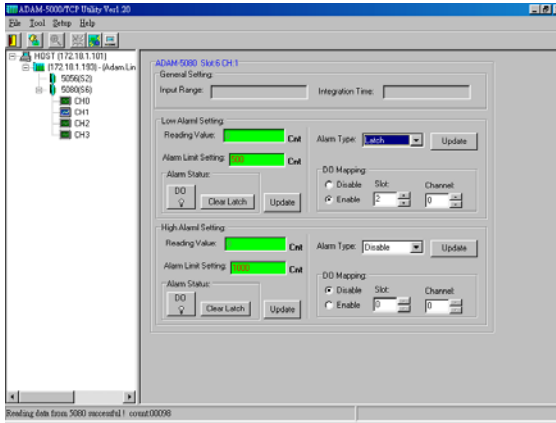 ADAM-5000/TCP Utility Ver1.20
File Tool Setup Help
HOST (172.18.1.101)
(172.18.1.193) - (Adam.Lin
5056(S2)
5080(S6)
CH0
CH1
CH2
CH3
ADAM-5080 Slot:6 CH:1
General Setting:
Input Range: Integration Time:
Low Alarml Setting:
Reading Value: Cnt Alarm Type: Latch Update
Alarm Limit Setting: 500 Cnt
Alarm Status: DO Mapping:
DO Clear Latch Update
Disable Slot: Channel:
Enable 2 0
High Alarml Setting:
Reading Value: Cnt Alarm Type: Disable Update
Alarm Limit Setting: 1000 Cnt
Alarm Status: DO Mapping:
DO Clear Latch Update
Disable Slot: Channel:
Enable 0 0
Reading data from 5080 successful ! count:00098